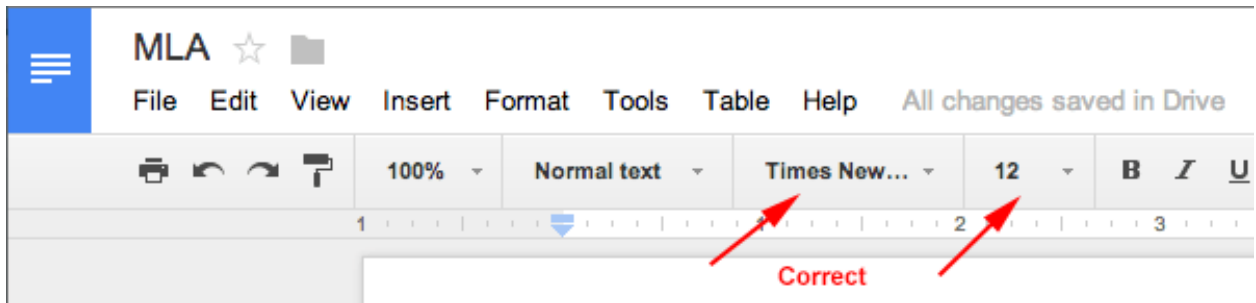 MLA
File Edit View Insert Format Tools Table Help All changes saved in Drive
100% Normal text Times New... 12 B I U
1 1 2 3
Correct